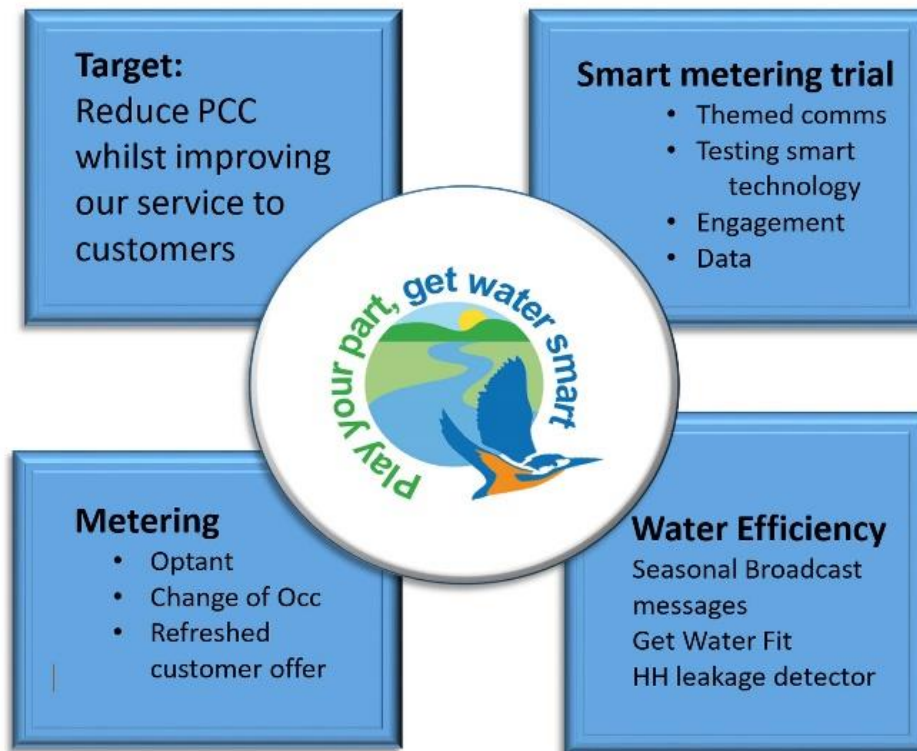 Target:
Reduce PCC
whilst improving
our service to
customers
Smart metering trial
• Themed comms
• Testing smart
technology
• Engagement
• Data
Play your part, get water smart
Metering
• Optant
• Change of Occ
• Refreshed
customer offer
Water Efficiency
Seasonal Broadcast
messages
Get Water Fit
HH leakage detector